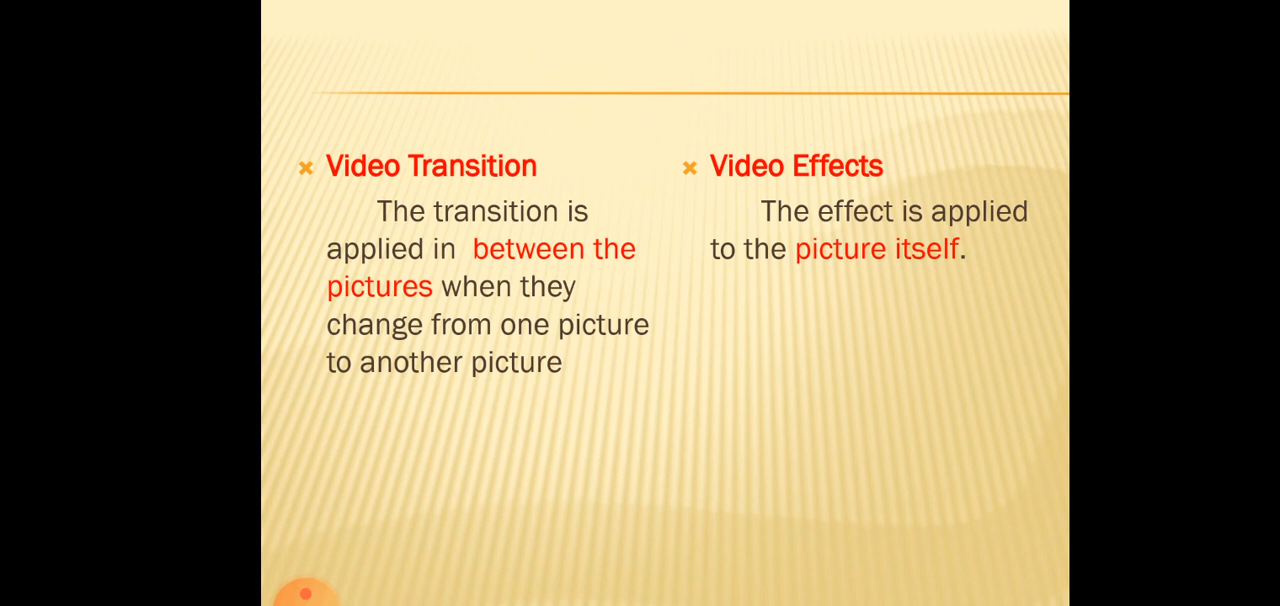 Video Transition
The transition is
applied in between the
pictures when they
change from one picture
to another picture
Video Effects
The effect is applied
to the picture itself.